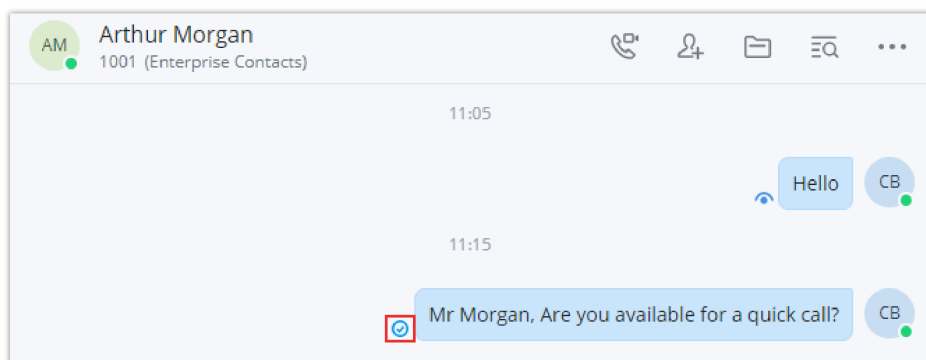 AM
Arthur Morgan
1001 (Enterprise Contacts)
11:05
Hello
CB
11:15
Mr Morgan, Are you available for a quick call?
CB